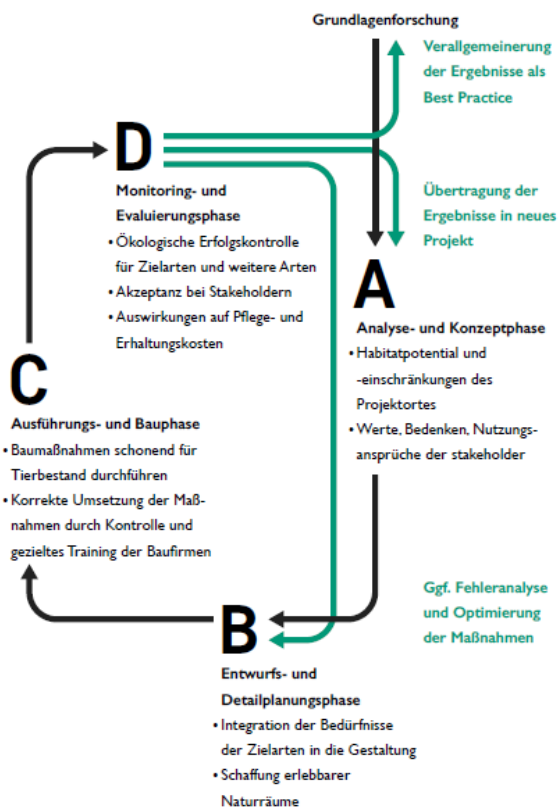 Grundlagenforschung
Verallgemeinerung
der Ergebnisse als
Best Practice
D
Monitoring- und
Evaluierungsphase
• Ökologische Erfolgskontrolle
für Zielarten und weitere Arten
• Akzeptanz bei Stakeholdern
• Auswirkungen auf Pflege- und
Erhaltungskosten
Übertragung der
Ergebnisse in neues
Projekt
A
Analyse- und Konzeptphase
• Habitatpotential und
-einschränkungen des
Projektortes
• Werte, Bedenken, Nutzungs-
ansprüche der stakeholder
C
Ausführungs- und Bauphase
• Baumaßnahmen schonend für
Tierbestand durchführen
• Korrekte Umsetzung der Maß-
nahmen durch Kontrolle und
gezieltes Training der Baufirmen
Ggf. Fehleranalyse
und Optimierung
der Maßnahmen
B
Entwurfs- und
Detailplanungsphase
• Integration der Bedürfnisse
der Zielarten in die Gestaltung
• Schaffung erlebbarer
Naturräume